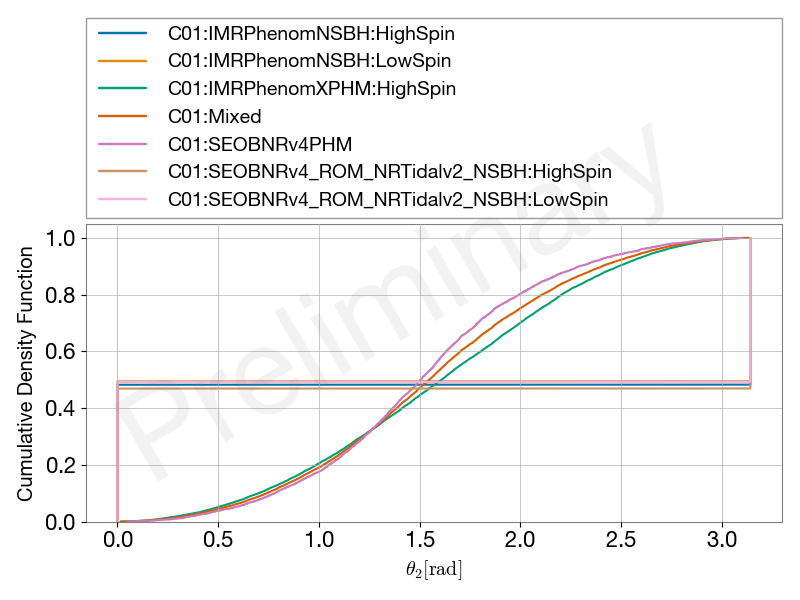 C01:IMRPhenomNSBH:HighSpin
C01:IMRPhenomNSBH:LowSpin
C01:IMRPhenomXPHM:HighSpin
C01:Mixed
C01:SEOBNRv4PHM
C01:SEOBNRv4_ROM_NRTidalv2_NSBH:HighSpin
C01:SEOBNRv4_ROM_NRTidalv2_NSBH:LowSpin
Preliminary
Cumulative Density Function
1.0
0.8
0.6
0.4
0.2
0.0
0.0 0.5 1.0 1.5 2.0 2.5 3.0
θ₂[rad]